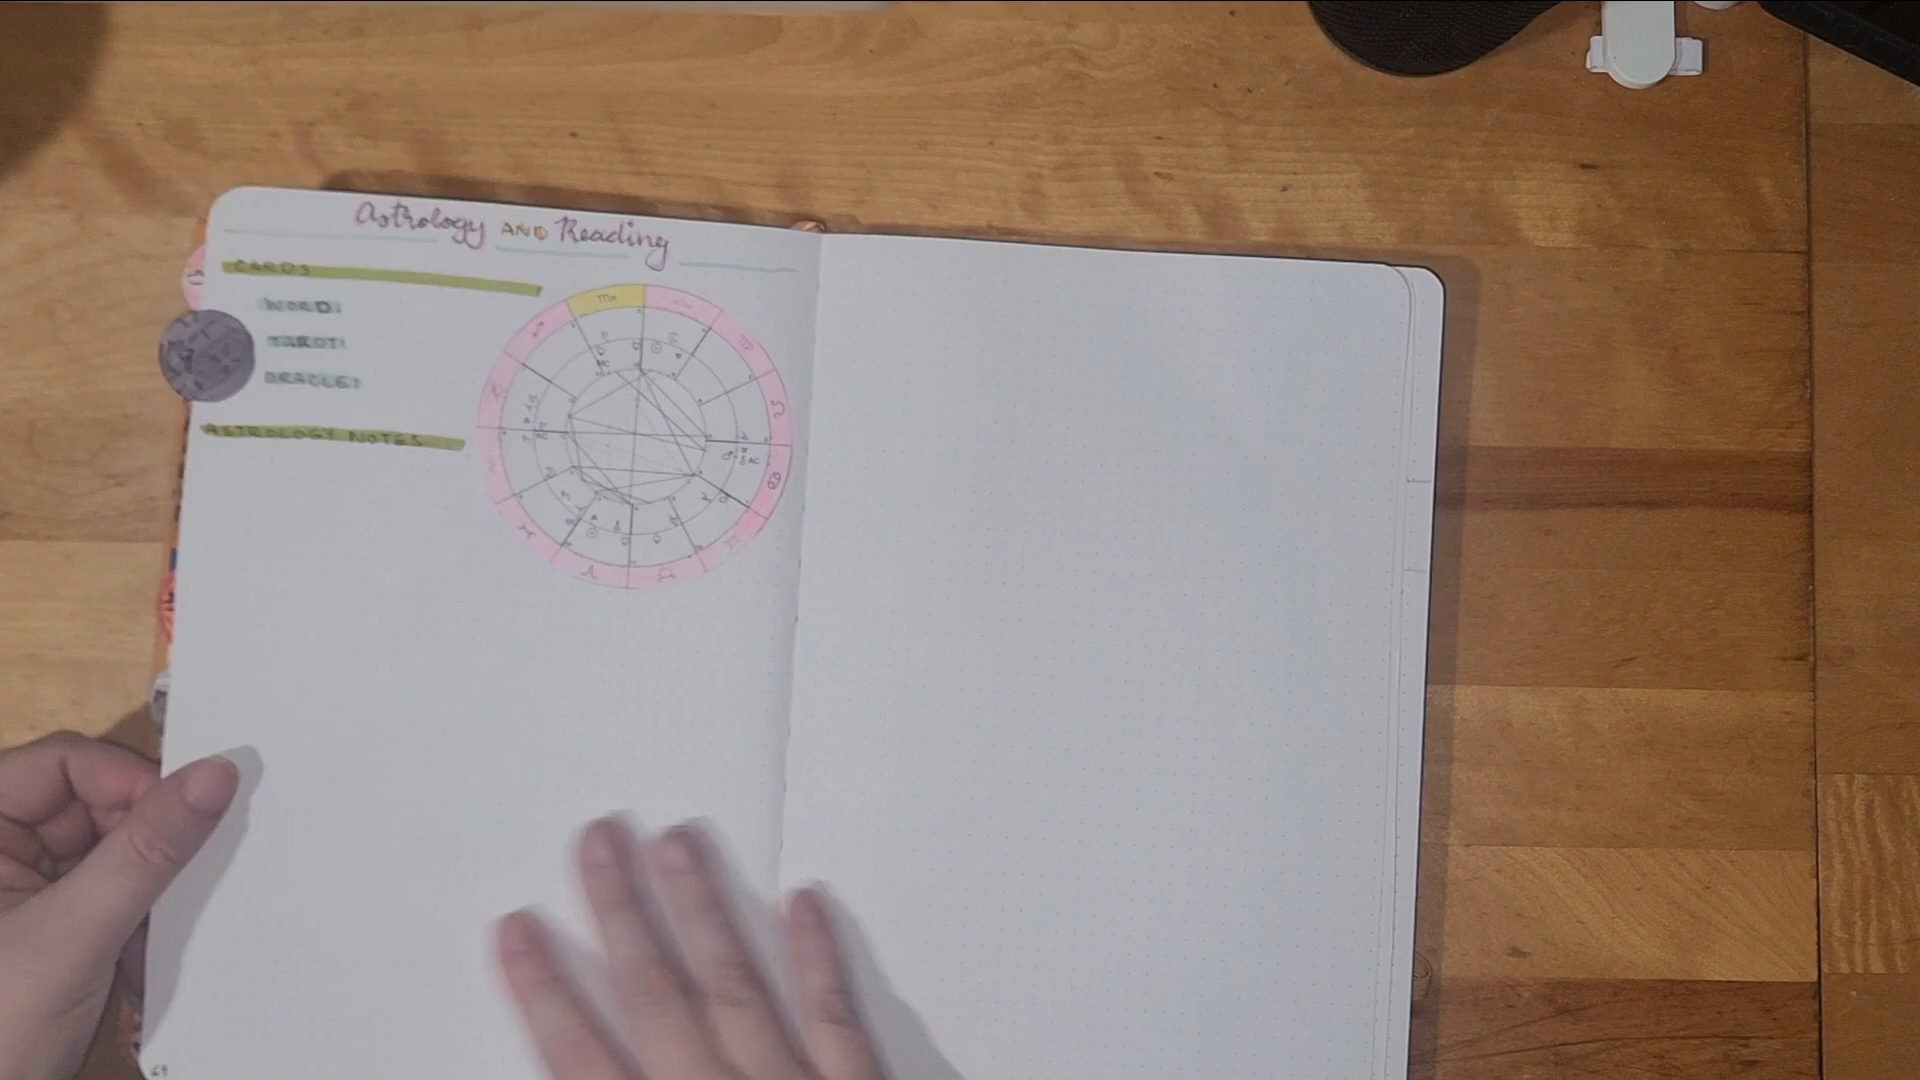 Astrology AND Reading
CARDS
WORD:
TAROT:
ORACLE:
ASTROLOGY NOTES